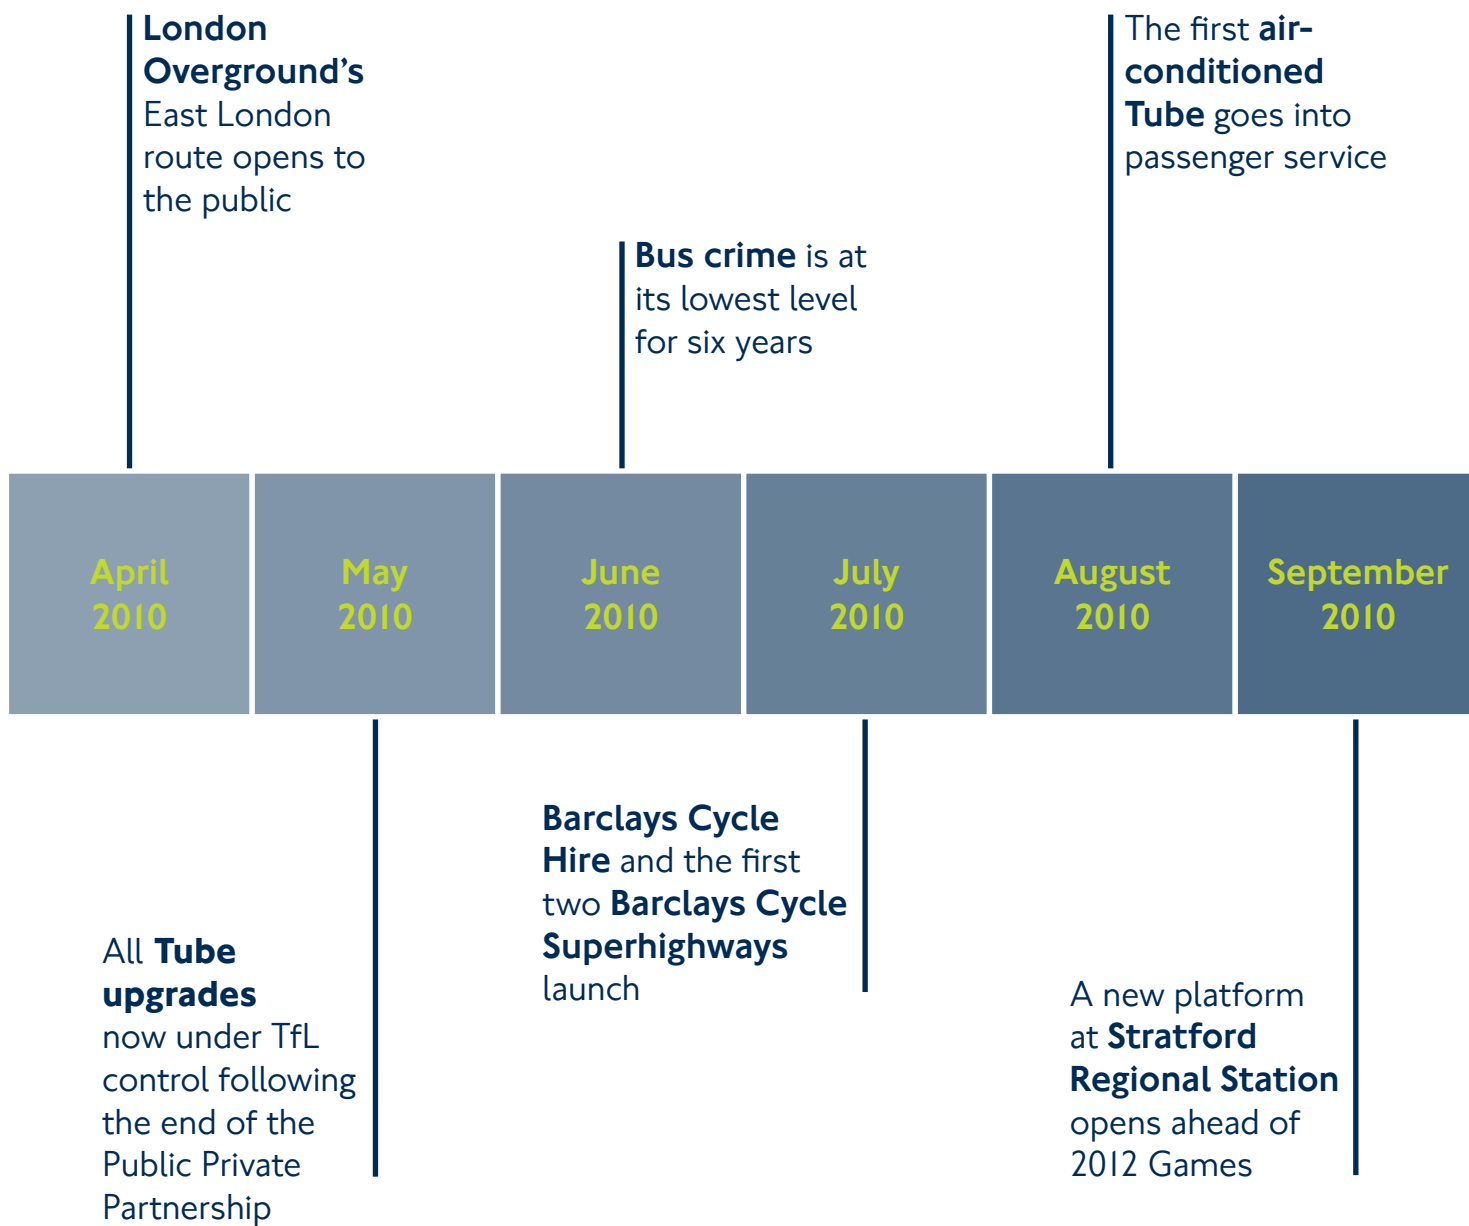 London
Overground’s
East London
route opens to
the public
The first air-
conditioned
Tube goes into
passenger service
Bus crime is at
its lowest level
for six years
April
2010
May
2010
June
2010
July
2010
August
2010
September
2010
All Tube
upgrades
now under TfL
control following
the end of the
Public Private
Partnership
Barclays Cycle
Hire and the first
two Barclays Cycle
Superhighways
launch
A new platform
at Stratford
Regional Station
opens ahead of
2012 Games